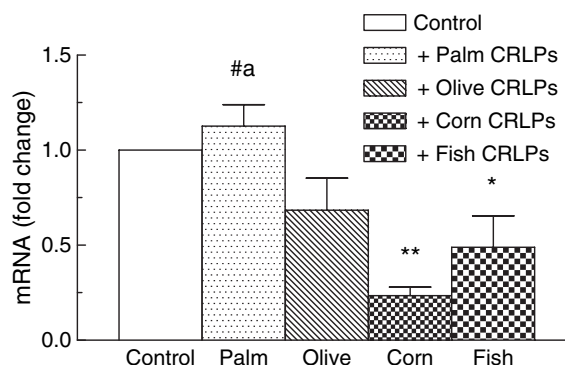 Control
+ Palm CRLPs
+ Olive CRLPs
+ Corn CRLPs
+ Fish CRLPs
mRNA (fold change)
1.5
1.0
0.5
0.0
#a
**
*
Control Palm Olive Corn Fish